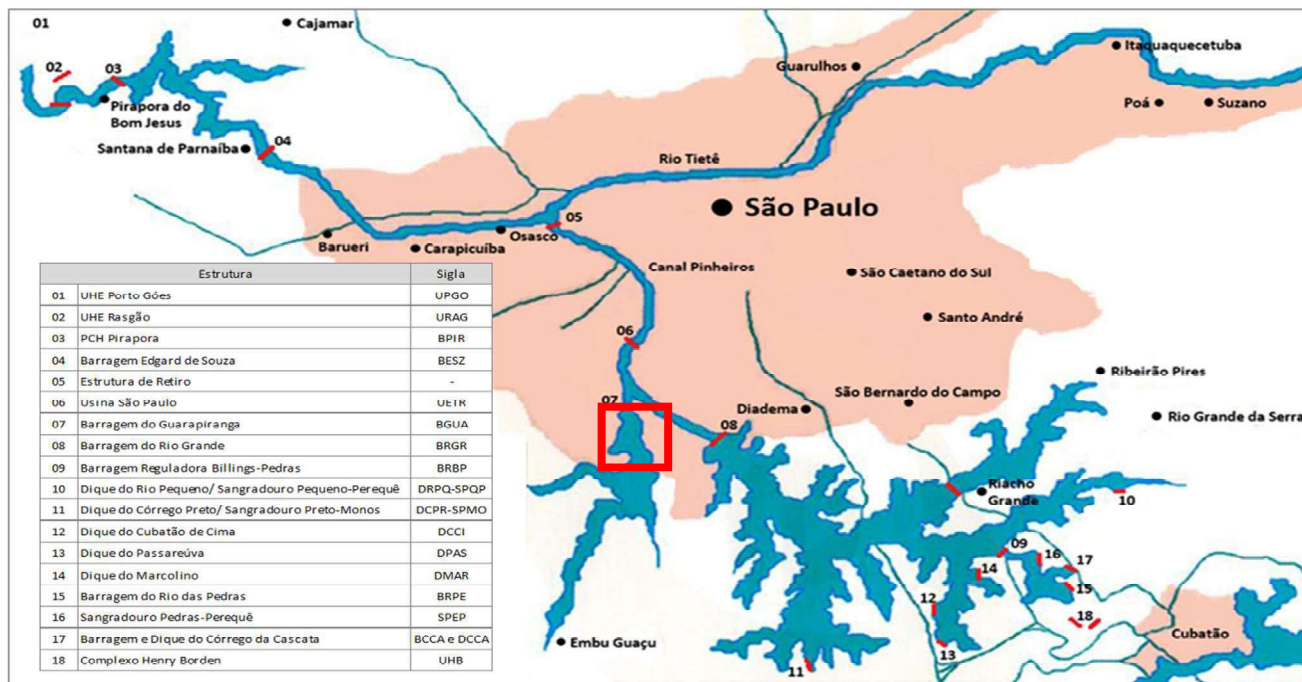 01
Cajamar
02
03
Pirapora do
Bom Jesus
Santana de Parnaíba
04
Itaquaquecetuba
Guarulhos
Poá
Suzano
Rio Tietê
São Paulo
05
Osasco
Barueri
Carapicuíba
Canal Pinheiros
São Caetano do Sul
Santo André
06
Ribeirão Pires
São Bernardo do Campo
Diadema
Rio Grande da Serra
07
08
Riacho
Grande
10
09
16
17
14
15
12
18
13
11
Cubatão
Embu Guaçu
Estrutura Sigla
01 UHE Porto Góes UPGO
02 UHE Rasgão URAG
03 PCH Pirapora BPIR
04 Barragem Edgard de Souza BESZ
05 Estrutura de Retiro -
06 Usina São Paulo UETR
07 Barragem do Guarapiranga BGUA
08 Barragem do Rio Grande BRGR
09 Barragem Reguladora Billings-Pedras BRBP
10 Dique do Rio Pequeno/ Sangradouro Pequeno-Perequê DRPQ-SPQP
11 Dique do Córrego Preto/ Sangradouro Preto-Monos DCPR-SPMO
12 Dique do Cubatão de Cima DCCI
13 Dique do Passareúva DPAS
14 Dique do Marcolino DMAR
15 Barragem do Rio das Pedras BRPE
16 Sangradouro Pedras-Perequê SPEP
17 Barragem e Dique do Córrego da Cascata BCCA e DCCA
18 Complexo Henry Borden UHB